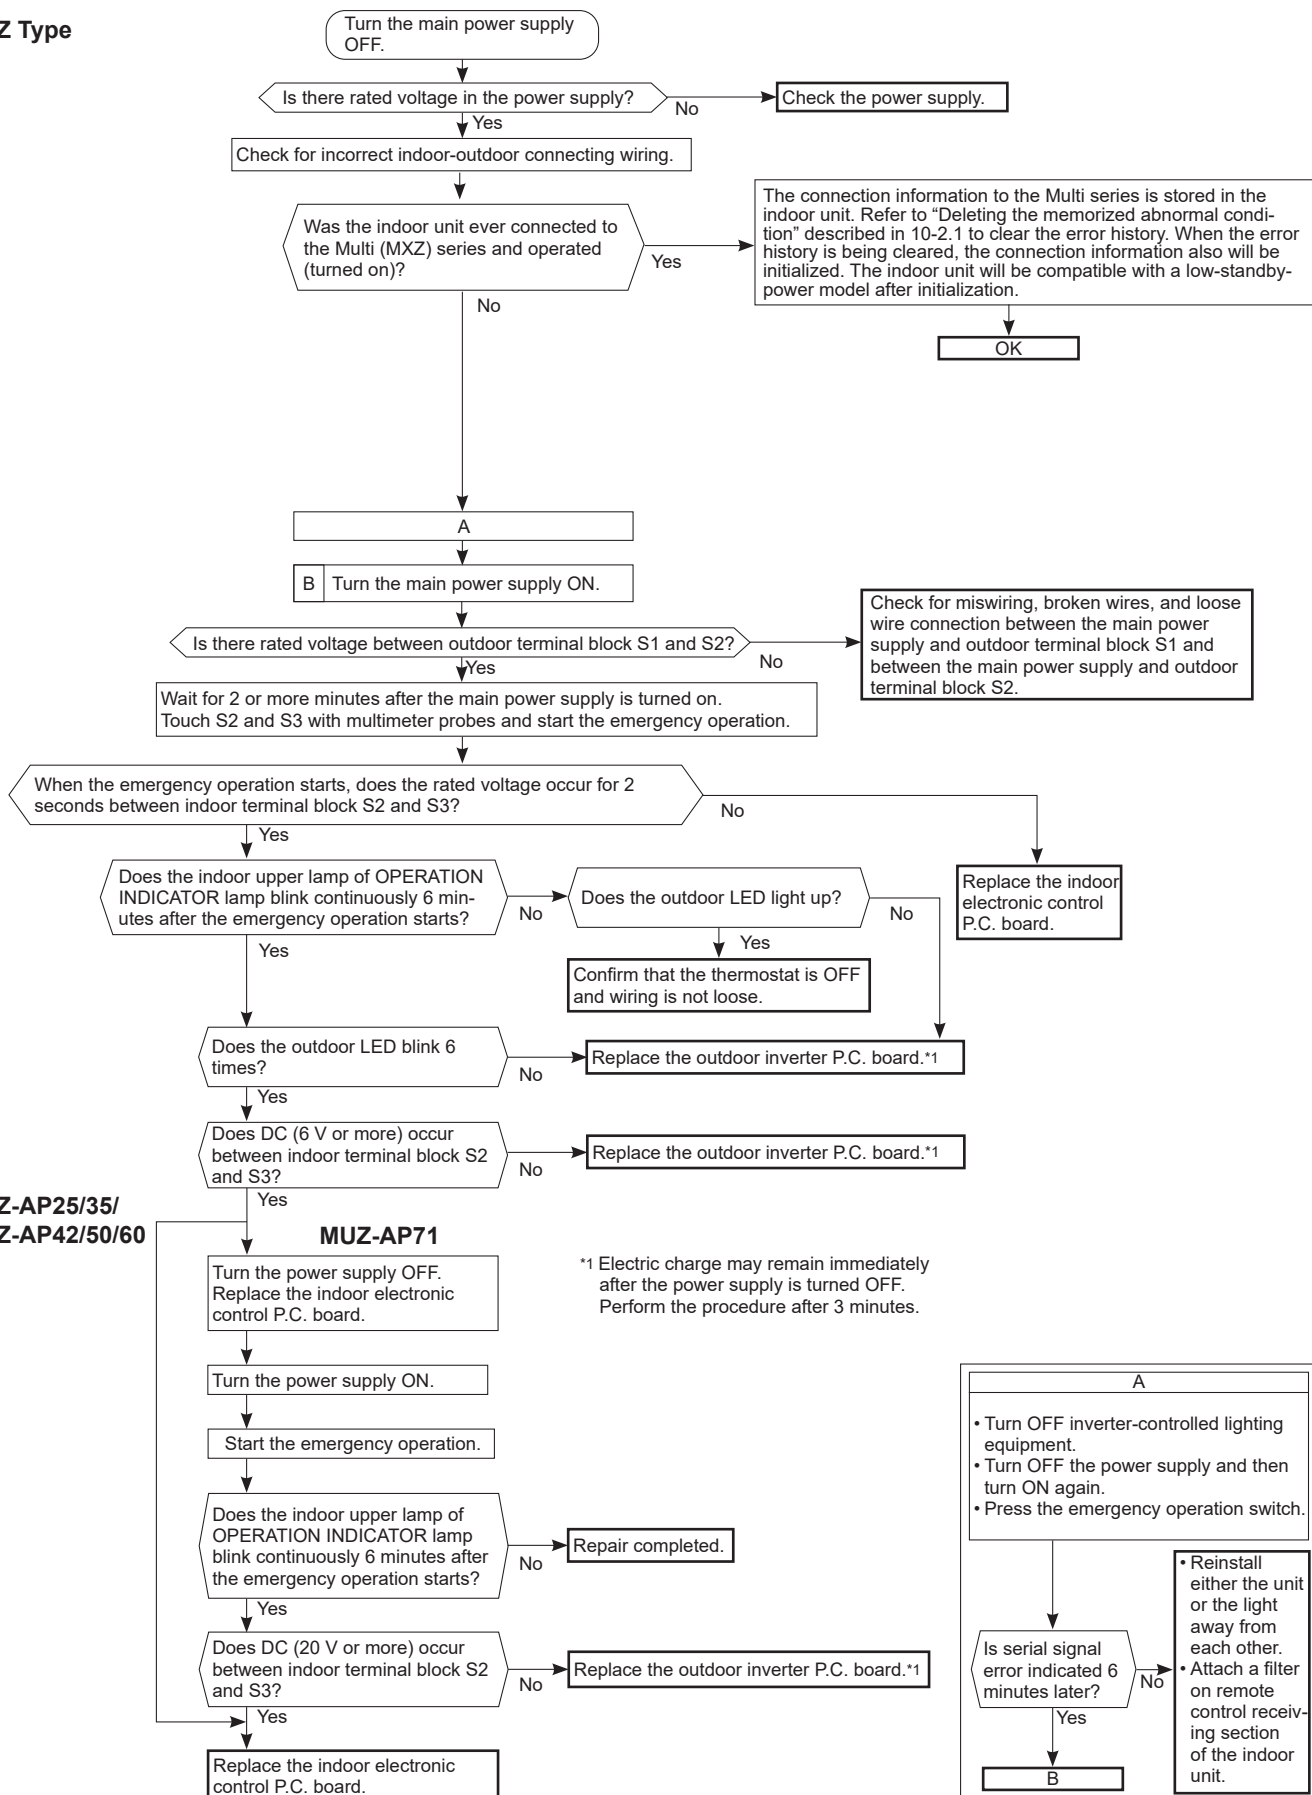 Z Type
Turn the main power supply
OFF.
Is there rated voltage in the power supply?
No
Check the power supply.
Yes
Check for incorrect indoor-outdoor connecting wiring.
Was the indoor unit ever connected to
the Multi (MXZ) series and operated
(turned on)?
Yes
The connection information to the Multi series is stored in the
indoor unit. Refer to “Deleting the memorized abnormal condi-
tion” described in 10-2.1 to clear the error history. When the error
history is being cleared, the connection information also will be
initialized. The indoor unit will be compatible with a low-standby-
power model after initialization.
No
OK
A
B Turn the main power supply ON.
Is there rated voltage between outdoor terminal block S1 and S2?
No
Check for miswiring, broken wires, and loose
wire connection between the main power
supply and outdoor terminal block S1 and
between the main power supply and outdoor
terminal block S2.
Yes
Wait for 2 or more minutes after the main power supply is turned on.
Touch S2 and S3 with multimeter probes and start the emergency operation.
When the emergency operation starts, does the rated voltage occur for 2
seconds between indoor terminal block S2 and S3?
No
Yes
Replace the indoor
electronic control
P.C. board.
Does the indoor upper lamp of OPERATION
INDICATOR lamp blink continuously 6 min-
utes after the emergency operation starts?
No
Does the outdoor LED light up?
No
Yes
Yes
Confirm that the thermostat is OFF
and wiring is not loose.
Does the outdoor LED blink 6
times?
No
Replace the outdoor inverter P.C. board.*1
Yes
Does DC (6 V or more) occur
between indoor terminal block S2
and S3?
No
Replace the outdoor inverter P.C. board.*1
Yes
Z-AP25/35/
Z-AP42/50/60
MUZ-AP71
Turn the power supply OFF.
Replace the indoor electronic
control P.C. board.
*1 Electric charge may remain immediately
after the power supply is turned OFF.
Perform the procedure after 3 minutes.
Turn the power supply ON.
Start the emergency operation.
Does the indoor upper lamp of
OPERATION INDICATOR lamp
blink continuously 6 minutes after
the emergency operation starts?
No
Repair completed.
Yes
Does DC (20 V or more) occur
between indoor terminal block S2
and S3?
No
Replace the outdoor inverter P.C. board.*1
Yes
Replace the indoor electronic
control P.C. board.
A
• Turn OFF inverter-controlled lighting
equipment.
• Turn OFF the power supply and then
turn ON again.
• Press the emergency operation switch.
Is serial signal
error indicated 6
minutes later?
No
• Reinstall
either the unit
or the light
away from
each other.
• Attach a filter
on remote
control receiv-
ing section
of the indoor
unit.
Yes
B